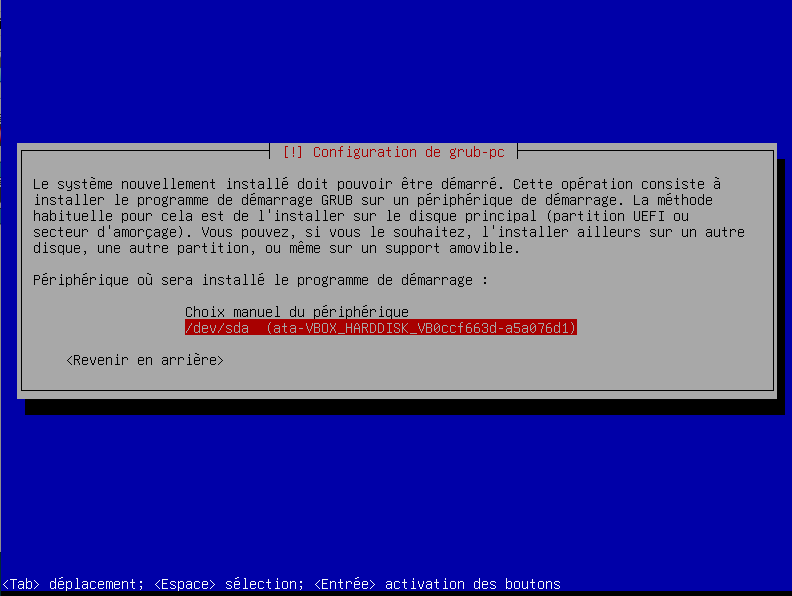 [!] Configuration de grub-pc
Le système nouvellement installé doit pouvoir être démarré. Cette opération consiste à
installer le programme de démarrage GRUB sur un périphérique de démarrage. La méthode
habituelle pour cela est de l'installer sur le disque principal (partition UEFI ou
secteur d'amorçage). Vous pouvez, si vous le souhaitez, l'installer ailleurs sur un autre
disque, une autre partition, ou même sur un support amovible.
Périphérique où sera installé le programme de démarrage :
Choix manuel du périphérique
/dev/sda  (ata-VBOX_HARDDISK_VB0ccf663d-a5a076d1)
<Revenir en arrière>
<Tab> déplacement; <Espace> sélection; <Entrée> activation des boutons